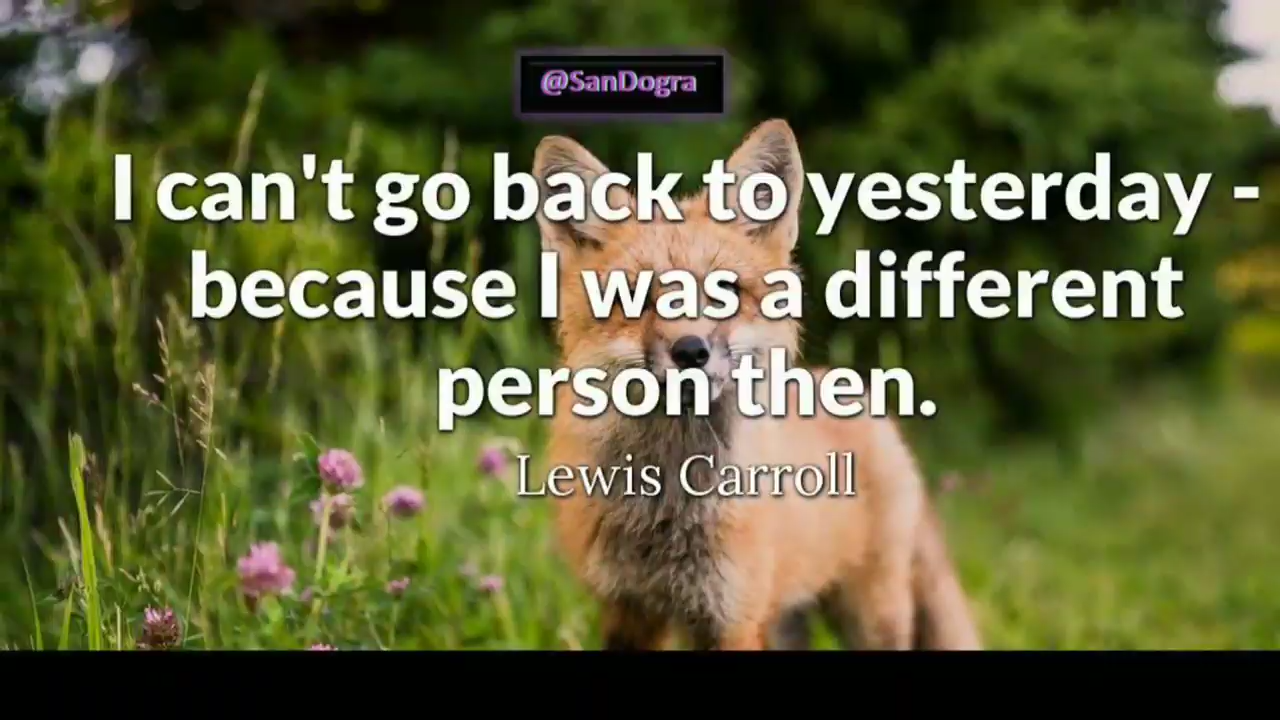 @SanDogra
I can't go back to yesterday -
because I was a different
person then.
Lewis Carroll